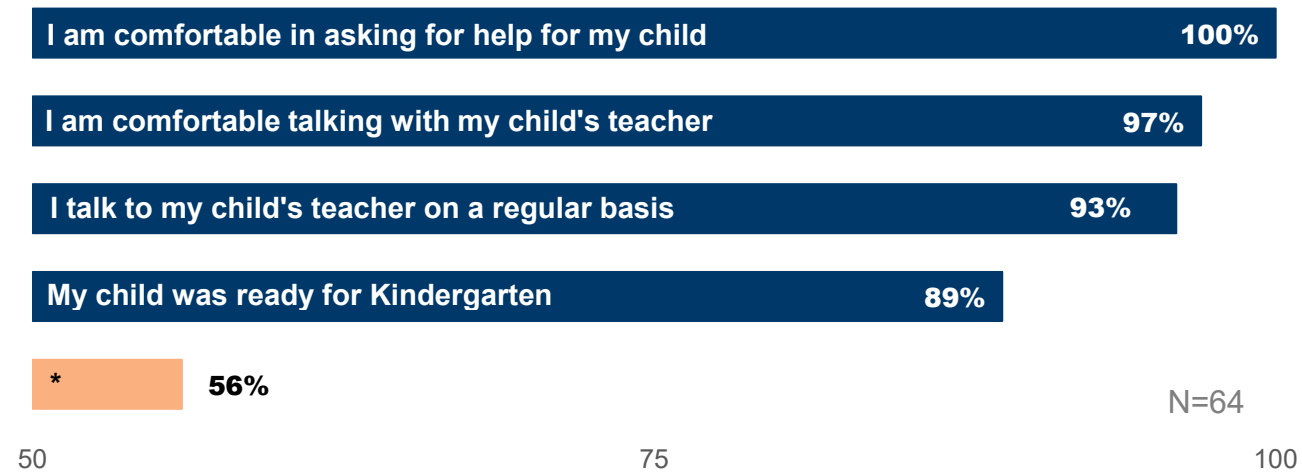 I am comfortable in asking for help for my child 100%
I am comfortable talking with my child's teacher 97%
I talk to my child's teacher on a regular basis 93%
My child was ready for Kindergarten 89%
* 56%
N=64
50 75 100